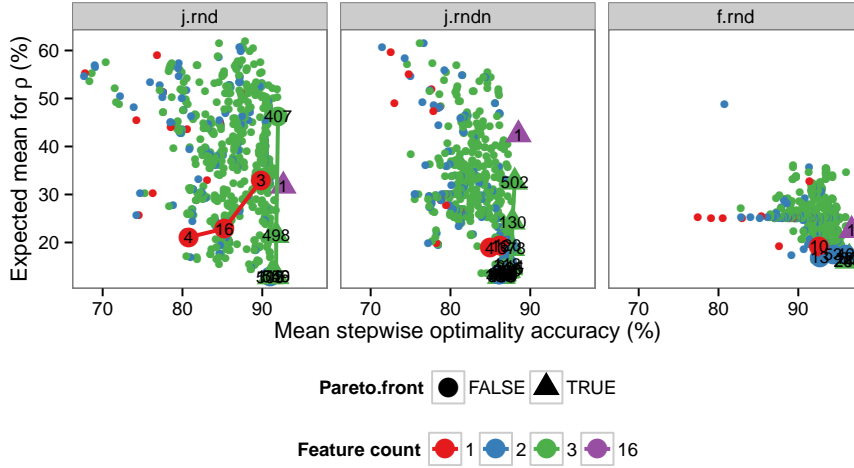 j.rnd j.rndn f.rnd
Expected mean for ρ (%)
60
50
40
30
20
407
3
1
4
16
498
1
502
130
10
13
1
70 80 90 70 80 90 70 80 90
Mean stepwise optimality accuracy (%)
Pareto.front FALSE TRUE
Feature count 1 2 3 16